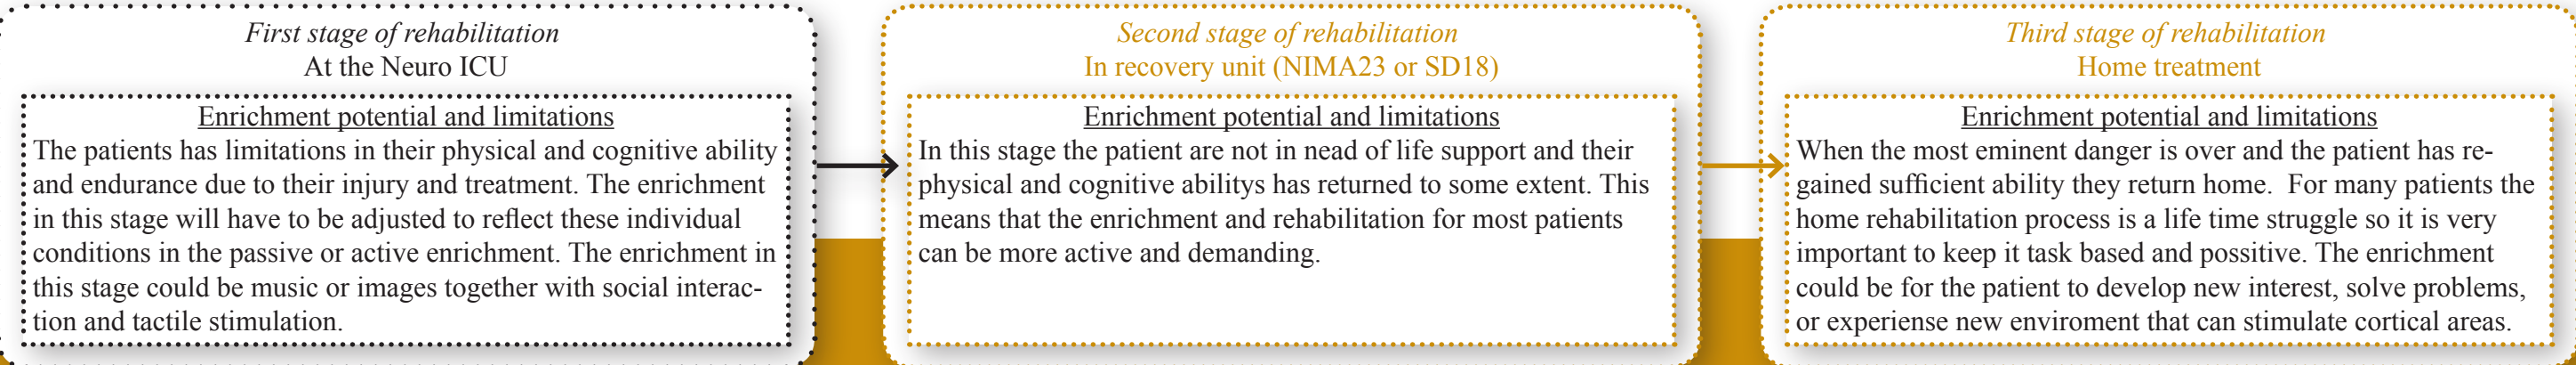 First stage of rehabilitation
At the Neuro ICU
Enrichment potential and limitations
The patients has limitations in their physical and cognitive ability
and endurance due to their injury and treatment. The enrichment
in this stage will have to be adjusted to reflect these individual
conditions in the passive or active enrichment. The enrichment in
this stage could be music or images together with social interac-
tion and tactile stimulation.
Second stage of rehabilitation
In recovery unit (NIMA23 or SD18)
Enrichment potential and limitations
In this stage the patient are not in nead of life support and their
physical and cognitive abilitys has returned to some extent. This
means that the enrichment and rehabilitation for most patients
can be more active and demanding.
Third stage of rehabilitation
Home treatment
Enrichment potential and limitations
When the most eminent danger is over and the patient has re-
gained sufficient ability they return home.  For many patients the
home rehabilitation process is a life time struggle so it is very
important to keep it task based and possitive. The enrichment
could be for the patient to develop new interest, solve problems,
or experiense new enviroment that can stimulate cortical areas.